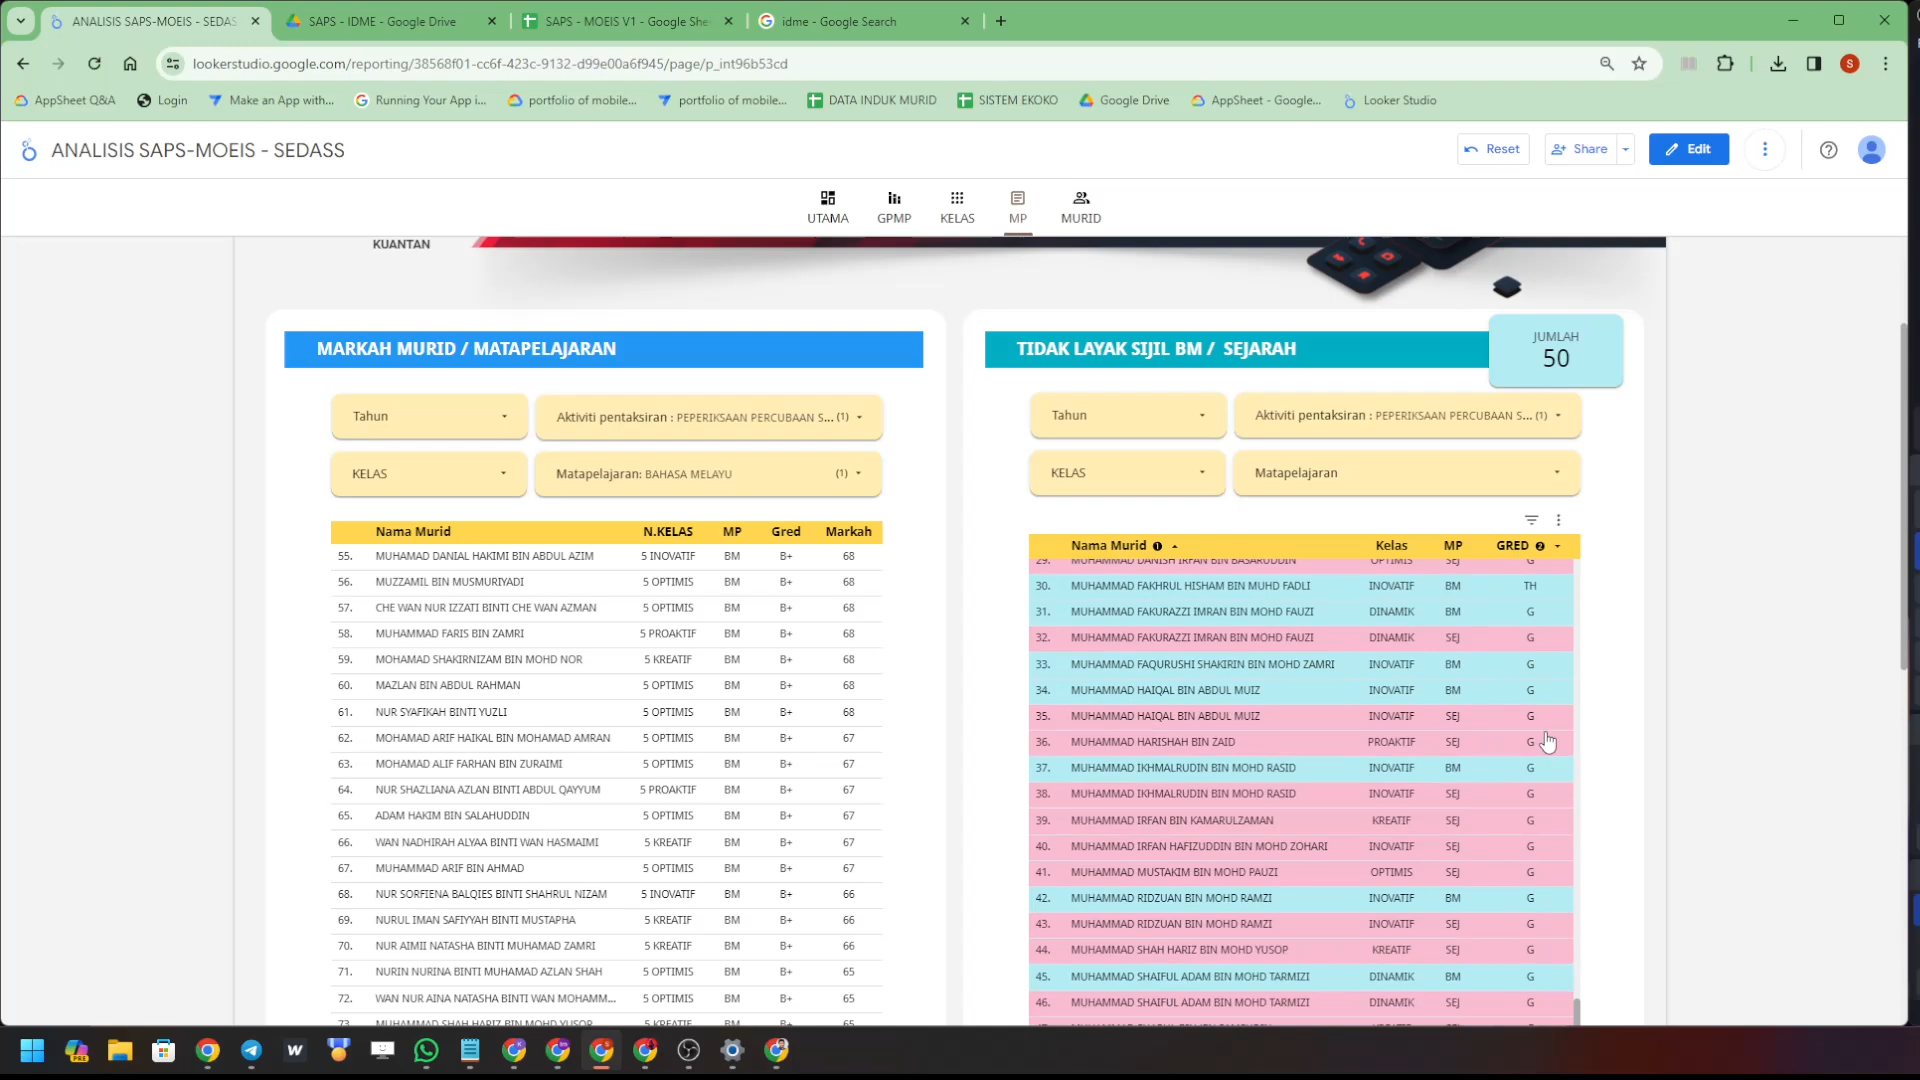 ANALISIS SAPS-MOEIS - SEDAS
SAPS - IDME - Google Drive
SAPS - MOEIS V1 - Google She
idme - Google Search
lookerstudio.google.com/reporting/38568f01-cc6f-423c-9132-d99e00a6f945/page/p_int96b53cd
S
AppSheet Q&A
Login
Make an App with...
Running Your App i...
portfolio of mobile...
portfolio of mobile...
DATA INDUK MURID
SISTEM EKOKO
Google Drive
AppSheet - Google...
Looker Studio
ANALISIS SAPS-MOEIS - SEDASS
Reset
Share
Edit
UTAMA
GPMP
KELAS
MP
MURID
KUANTAN
MARKAH MURID / MATAPELAJARAN
Tahun
Aktiviti pentaksiran : PEPERIKSAAN PERCUBAAN S... (1)
KELAS
Matapelajaran: BAHASA MELAYU (1)
Nama Murid N.KELAS MP Gred Markah
55. MUHAMAD DANIAL HAKIMI BIN ABDUL AZIM 5 INOVATIF BM B+ 68
56. MUZZAMIL BIN MUSMURIYADI 5 OPTIMIS BM B+ 68
57. CHE WAN NUR IZZATI BINTI CHE WAN AZMAN 5 OPTIMIS BM B+ 68
58. MUHAMMAD FARIS BIN ZAMRI 5 PROAKTIF BM B+ 68
59. MOHAMAD SHAKIRNIZAM BIN MOHD NOR 5 KREATIF BM B+ 68
60. MAZLAN BIN ABDUL RAHMAN 5 OPTIMIS BM B+ 68
61. NUR SYAFIKAH BINTI YUZLI 5 OPTIMIS BM B+ 68
62. MOHAMAD ARIF HAIKAL BIN MOHAMAD AMRAN 5 OPTIMIS BM B+ 67
63. MOHAMAD ALIF FARHAN BIN ZURAIMI 5 OPTIMIS BM B+ 67
64. NUR SHAZLIANA AZLAN BINTI ABDUL QAYYUM 5 PROAKTIF BM B+ 67
65. ADAM HAKIM BIN SALAHUDDIN 5 OPTIMIS BM B+ 67
66. WAN NADHIRAH ALYAA BINTI WAN HASMAIMI 5 KREATIF BM B+ 67
67. MUHAMMAD ARIF BIN AHMAD 5 OPTIMIS BM B+ 67
68. NUR SORFIENA BALQIES BINTI SHAHRUL NIZAM 5 INOVATIF BM B+ 66
69. NURUL IMAN SAFIYYAH BINTI MUSTAPHA 5 KREATIF BM B+ 66
70. NUR AIMII NATASHA BINTI MUHAMAD ZAMRI 5 KREATIF BM B+ 66
71. NURIN NURINA BINTI MUHAMAD AZLAN SHAH 5 OPTIMIS BM B+ 65
72. WAN NUR AINA NATASHA BINTI WAN MOHAMM... 5 OPTIMIS BM B+ 65
73. MUHAMMAD SHAH HARIZ BIN MOHD YUSOP 5 KREATIF BM B+ 65
TIDAK LAYAK SIJIL BM / SEJARAH
JUMLAH
50
Tahun
Aktiviti pentaksiran : PEPERIKSAAN PERCUBAAN S... (1)
KELAS
Matapelajaran
Nama Murid 1 Kelas MP GRED 2
29. MUHAMMAD DANISH IRFAN BIN BASARUDDIN OPTIMIS SEJ G
30. MUHAMMAD FAKHRUL HISHAM BIN MUHD FADLI INOVATIF BM TH
31. MUHAMMAD FAKURAZZI IMRAN BIN MOHD FAUZI DINAMIK BM G
32. MUHAMMAD FAKURAZZI IMRAN BIN MOHD FAUZI DINAMIK SEJ G
33. MUHAMMAD FAQURUSHI SHAKIRIN BIN MOHD ZAMRI INOVATIF BM G
34. MUHAMMAD HAIQAL BIN ABDUL MUIZ INOVATIF BM G
35. MUHAMMAD HAIQAL BIN ABDUL MUIZ INOVATIF SEJ G
36. MUHAMMAD HARISHAH BIN ZAID PROAKTIF SEJ G
37. MUHAMMAD IKHMALRUDIN BIN MOHD RASID INOVATIF BM G
38. MUHAMMAD IKHMALRUDIN BIN MOHD RASID INOVATIF SEJ G
39. MUHAMMAD IRFAN BIN KAMARULZAMAN KREATIF SEJ G
40. MUHAMMAD IRFAN HAFIZUDDIN BIN MOHD ZOHARI INOVATIF SEJ G
41. MUHAMMAD MUSTAKIM BIN MOHD PAUZI OPTIMIS SEJ G
42. MUHAMMAD RIDZUAN BIN MOHD RAMZI INOVATIF BM G
43. MUHAMMAD RIDZUAN BIN MOHD RAMZI INOVATIF SEJ G
44. MUHAMMAD SHAH HARIZ BIN MOHD YUSOP KREATIF SEJ G
45. MUHAMMAD SHAIFUL ADAM BIN MOHD TARMIZI DINAMIK BM G
46. MUHAMMAD SHAIFUL ADAM BIN MOHD TARMIZI DINAMIK SEJ G